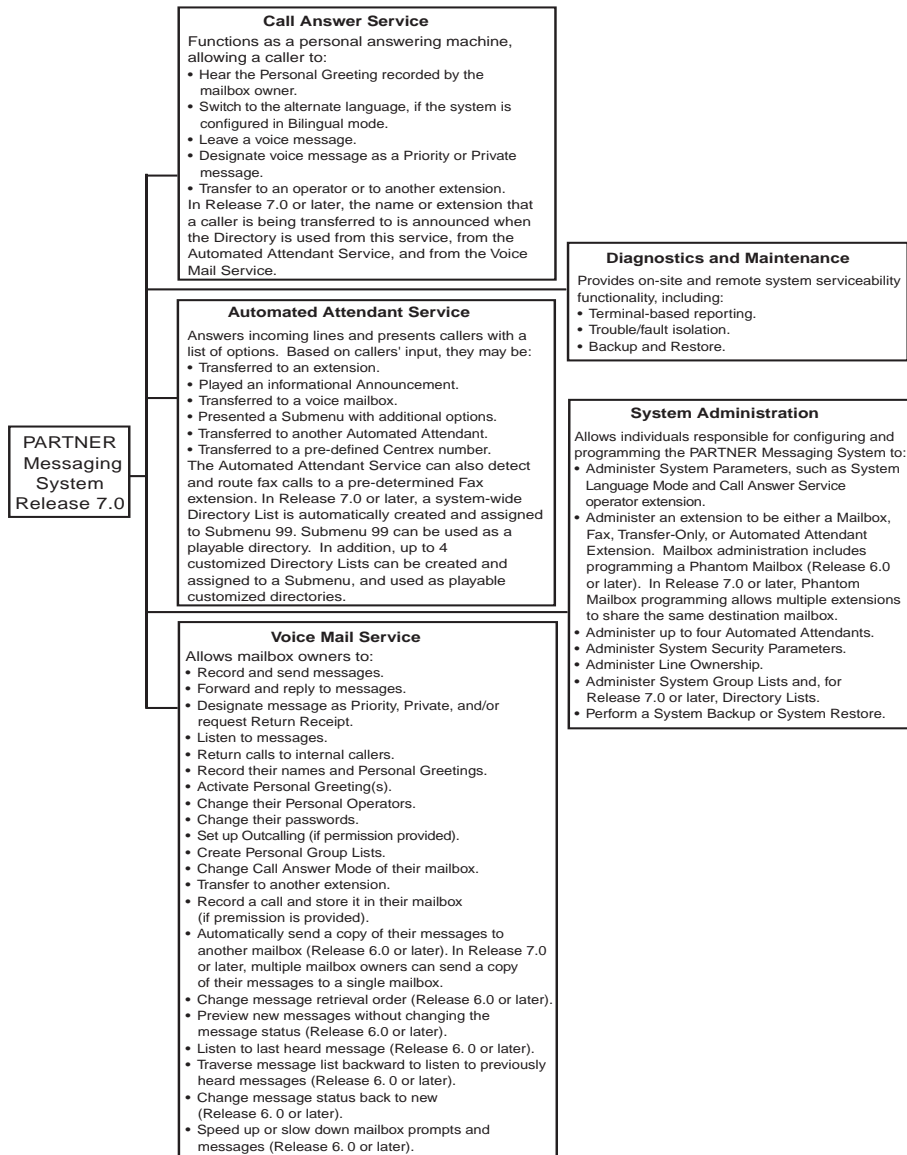 Call Answer Service
Functions as a personal answering machine,
allowing a caller to:
• Hear the Personal Greeting recorded by the
mailbox owner.
• Switch to the alternate language, if the system is
configured in Bilingual mode.
• Leave a voice message.
• Designate voice message as a Priority or Private
message.
• Transfer to an operator or to another extension.
In Release 7.0 or later, the name or extension that
a caller is being transferred to is announced when
the Directory is used from this service, from the
Automated Attendant Service, and from the Voice
Mail Service.
Diagnostics and Maintenance
Provides on-site and remote system serviceability
functionality, including:
• Terminal-based reporting.
• Trouble/fault isolation.
• Backup and Restore.
Automated Attendant Service
Answers incoming lines and presents callers with a
list of options. Based on callers' input, they may be:
• Transferred to an extension.
• Played an informational Announcement.
• Transferred to a voice mailbox.
• Presented a Submenu with additional options.
• Transferred to another Automated Attendant.
• Transferred to a pre-defined Centrex number.
The Automated Attendant Service can also detect
and route fax calls to a pre-determined Fax
extension. In Release 7.0 or later, a system-wide
Directory List is automatically created and assigned
to Submenu 99. Submenu 99 can be used as a
playable directory. In addition, up to 4
customized Directory Lists can be created and
assigned to a Submenu, and used as playable
customized directories.
PARTNER
Messaging
System
Release 7.0
System Administration
Allows individuals responsible for configuring and
programming the PARTNER Messaging System to:
• Administer System Parameters, such as System
Language Mode and Call Answer Service
operator extension.
• Administer an extension to be either a Mailbox,
Fax, Transfer-Only, or Automated Attendant
Extension. Mailbox administration includes
programming a Phantom Mailbox (Release 6.0
or later). In Release 7.0 or later, Phantom
Mailbox programming allows multiple extensions
to share the same destination mailbox.
• Administer up to four Automated Attendants.
• Administer System Security Parameters.
• Administer Line Ownership.
• Administer System Group Lists and, for
Release 7.0 or later, Directory Lists.
• Perform a System Backup or System Restore.
Voice Mail Service
Allows mailbox owners to:
• Record and send messages.
• Forward and reply to messages.
• Designate message as Priority, Private, and/or
request Return Receipt.
• Listen to messages.
• Return calls to internal callers.
• Record their names and Personal Greetings.
• Activate Personal Greeting(s).
• Change their Personal Operators.
• Change their passwords.
• Set up Outcalling (if permission provided).
• Create Personal Group Lists.
• Change Call Answer Mode of their mailbox.
• Transfer to another extension.
• Record a call and store it in their mailbox
(if premission is provided).
• Automatically send a copy of their messages to
another mailbox (Release 6.0 or later). In Release 7.0
or later, multiple mailbox owners can send a copy
of their messages to a single mailbox.
• Change message retrieval order (Release 6.0 or later).
• Preview new messages without changing the
message status (Release 6.0 or later).
• Listen to last heard message (Release 6. 0 or later).
• Traverse message list backward to listen to previously
heard messages (Release 6. 0 or later).
• Change message status back to new
(Release 6. 0 or later).
• Speed up or slow down mailbox prompts and
messages (Release 6. 0 or later).